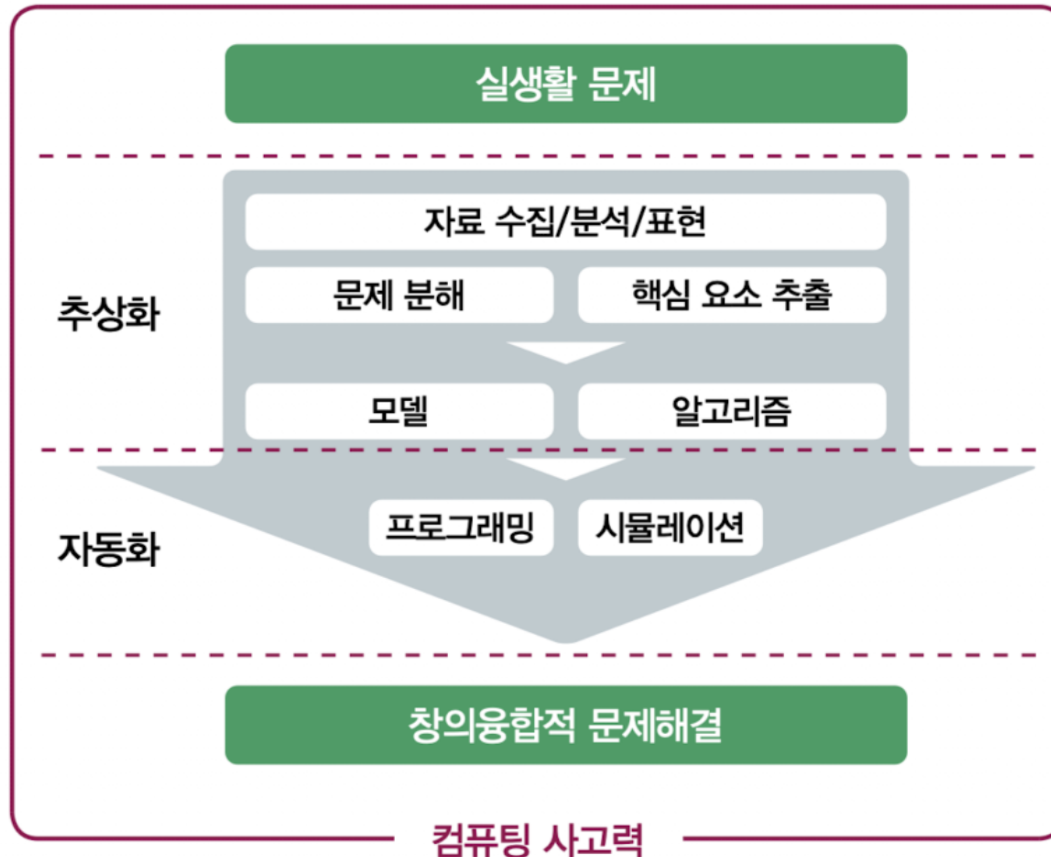 실생활 문제
자료 수집/분석/표현
문제 분해 핵심 요소 추출
추상화
모델 알고리즘
프로그래밍 시뮬레이션
자동화
창의융합적 문제해결
컴퓨팅 사고력